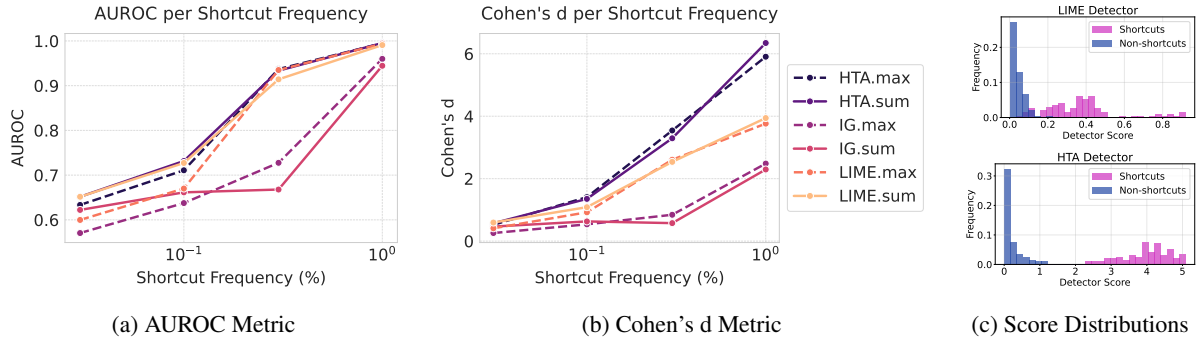 AUROC per Shortcut Frequency
1.0
0.9
0.8
0.7
0.6
AUROC
10⁻¹
10⁰
Shortcut Frequency (%)
(a) AUROC Metric
Cohen's d per Shortcut Frequency
6
4
2
0
Cohen's d
10⁻¹
10⁰
Shortcut Frequency (%)
HTA.max
HTA.sum
IG.max
IG.sum
LIME.max
LIME.sum
(b) Cohen's d Metric
LIME Detector
Shortcuts
Non-shortcuts
0.2
0.1
0.0
Frequency
0.0 0.2 0.4 0.6 0.8
Detector Score
HTA Detector
Shortcuts
Non-shortcuts
0.3
0.2
0.1
0.0
Frequency
0 1 2 3 4 5
Detector Score
(c) Score Distributions